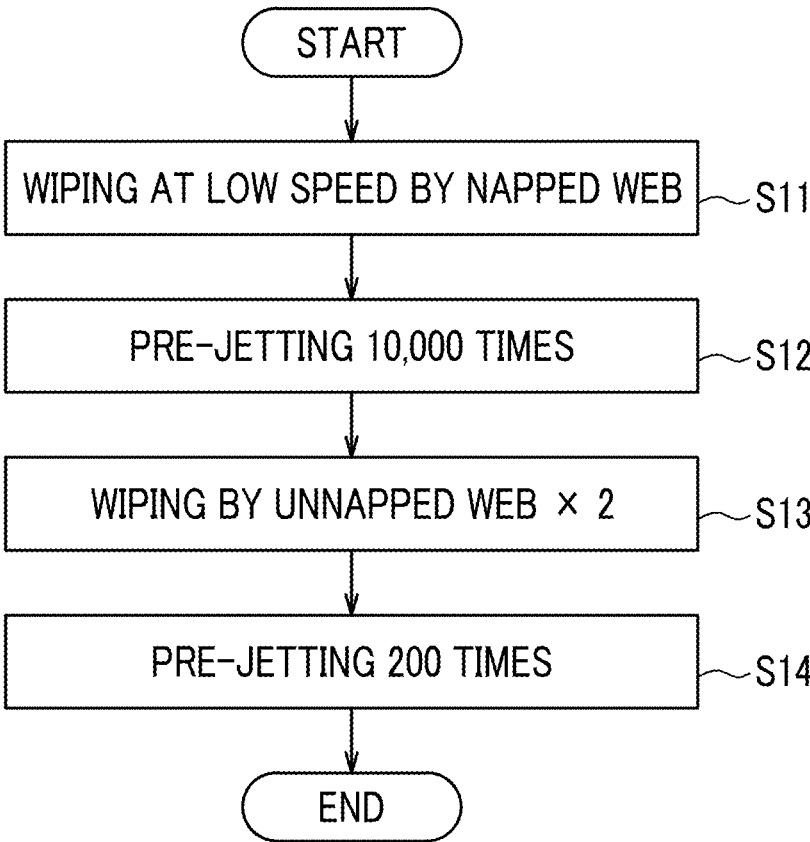 START
WIPING AT LOW SPEED BY NAPPED WEB
S11
PRE-JETTING 10,000 TIMES
S12
WIPING BY UNNAPPED WEB × 2
S13
PRE-JETTING 200 TIMES
S14
END